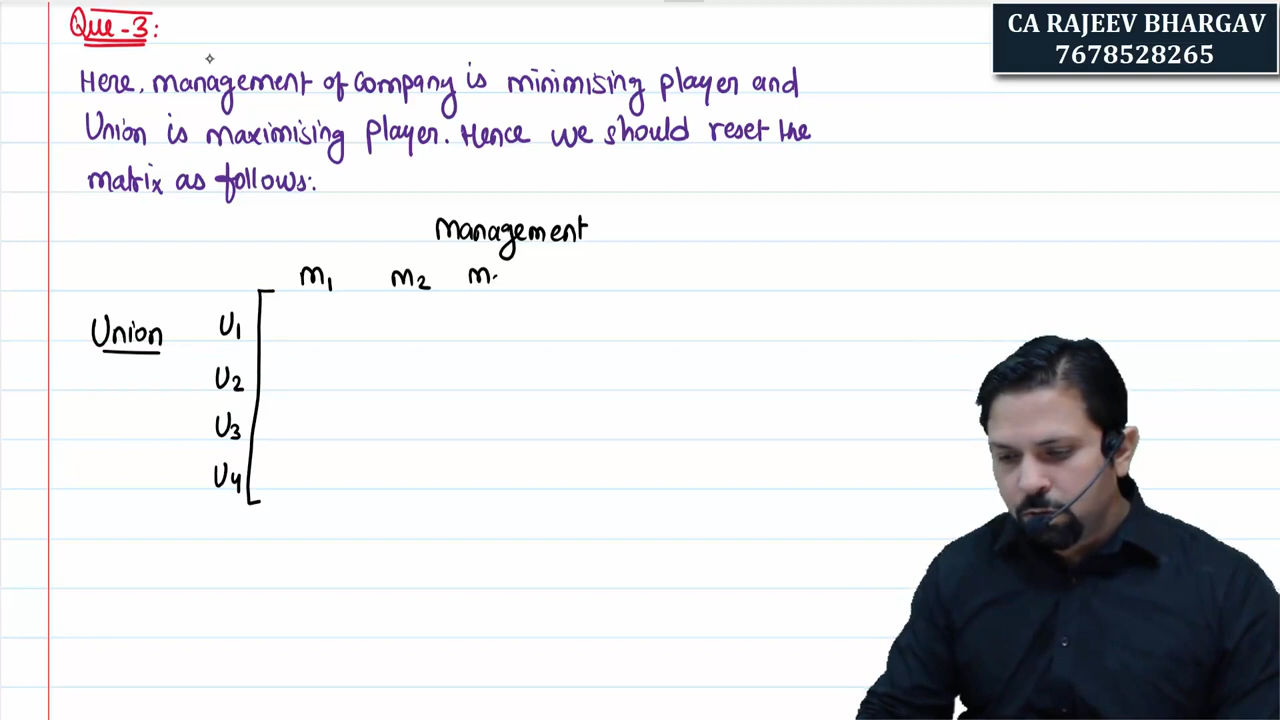 Que-3:
CA RAJEEV BHARGAV
7678528265
Here, management of company is minimising player and
Union is maximising player. Hence we should reset the
matrix as follows:
Management
m1 m2 m
Union
U1
U2
U3
U4